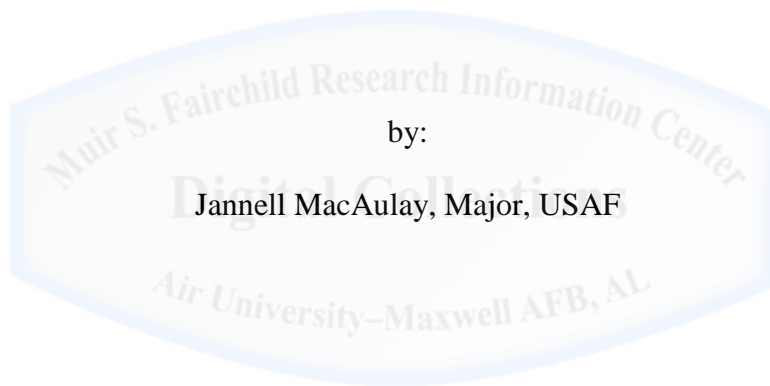 Muir S. Fairchild Research Information Center
by:
Digital Collections
Jannell MacAulay, Major, USAF
Air University–Maxwell AFB, AL